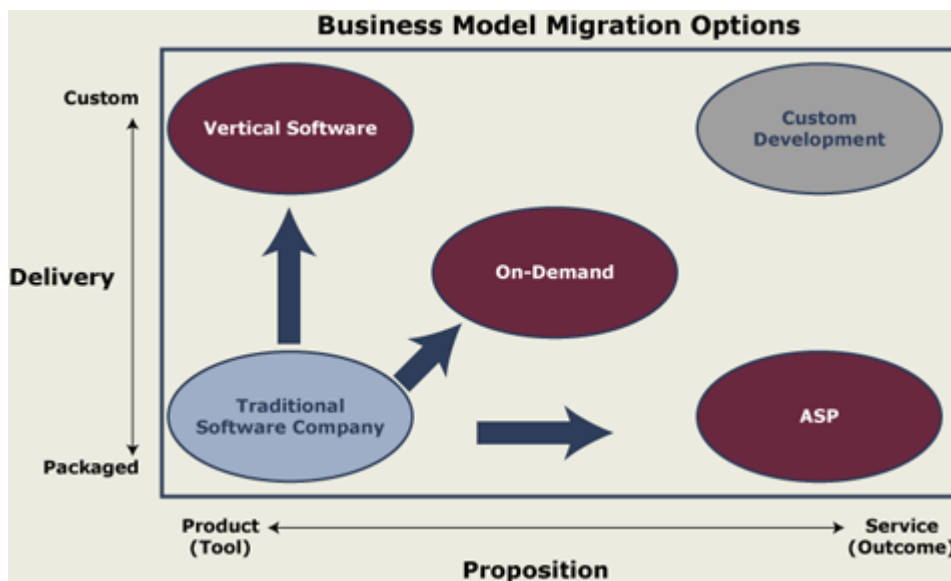 Business Model Migration Options
Custom
Vertical Software
Custom
Development
On-Demand
Delivery
Traditional
Software Company
ASP
Packaged
Product
(Tool)
Service
(Outcome)
Proposition